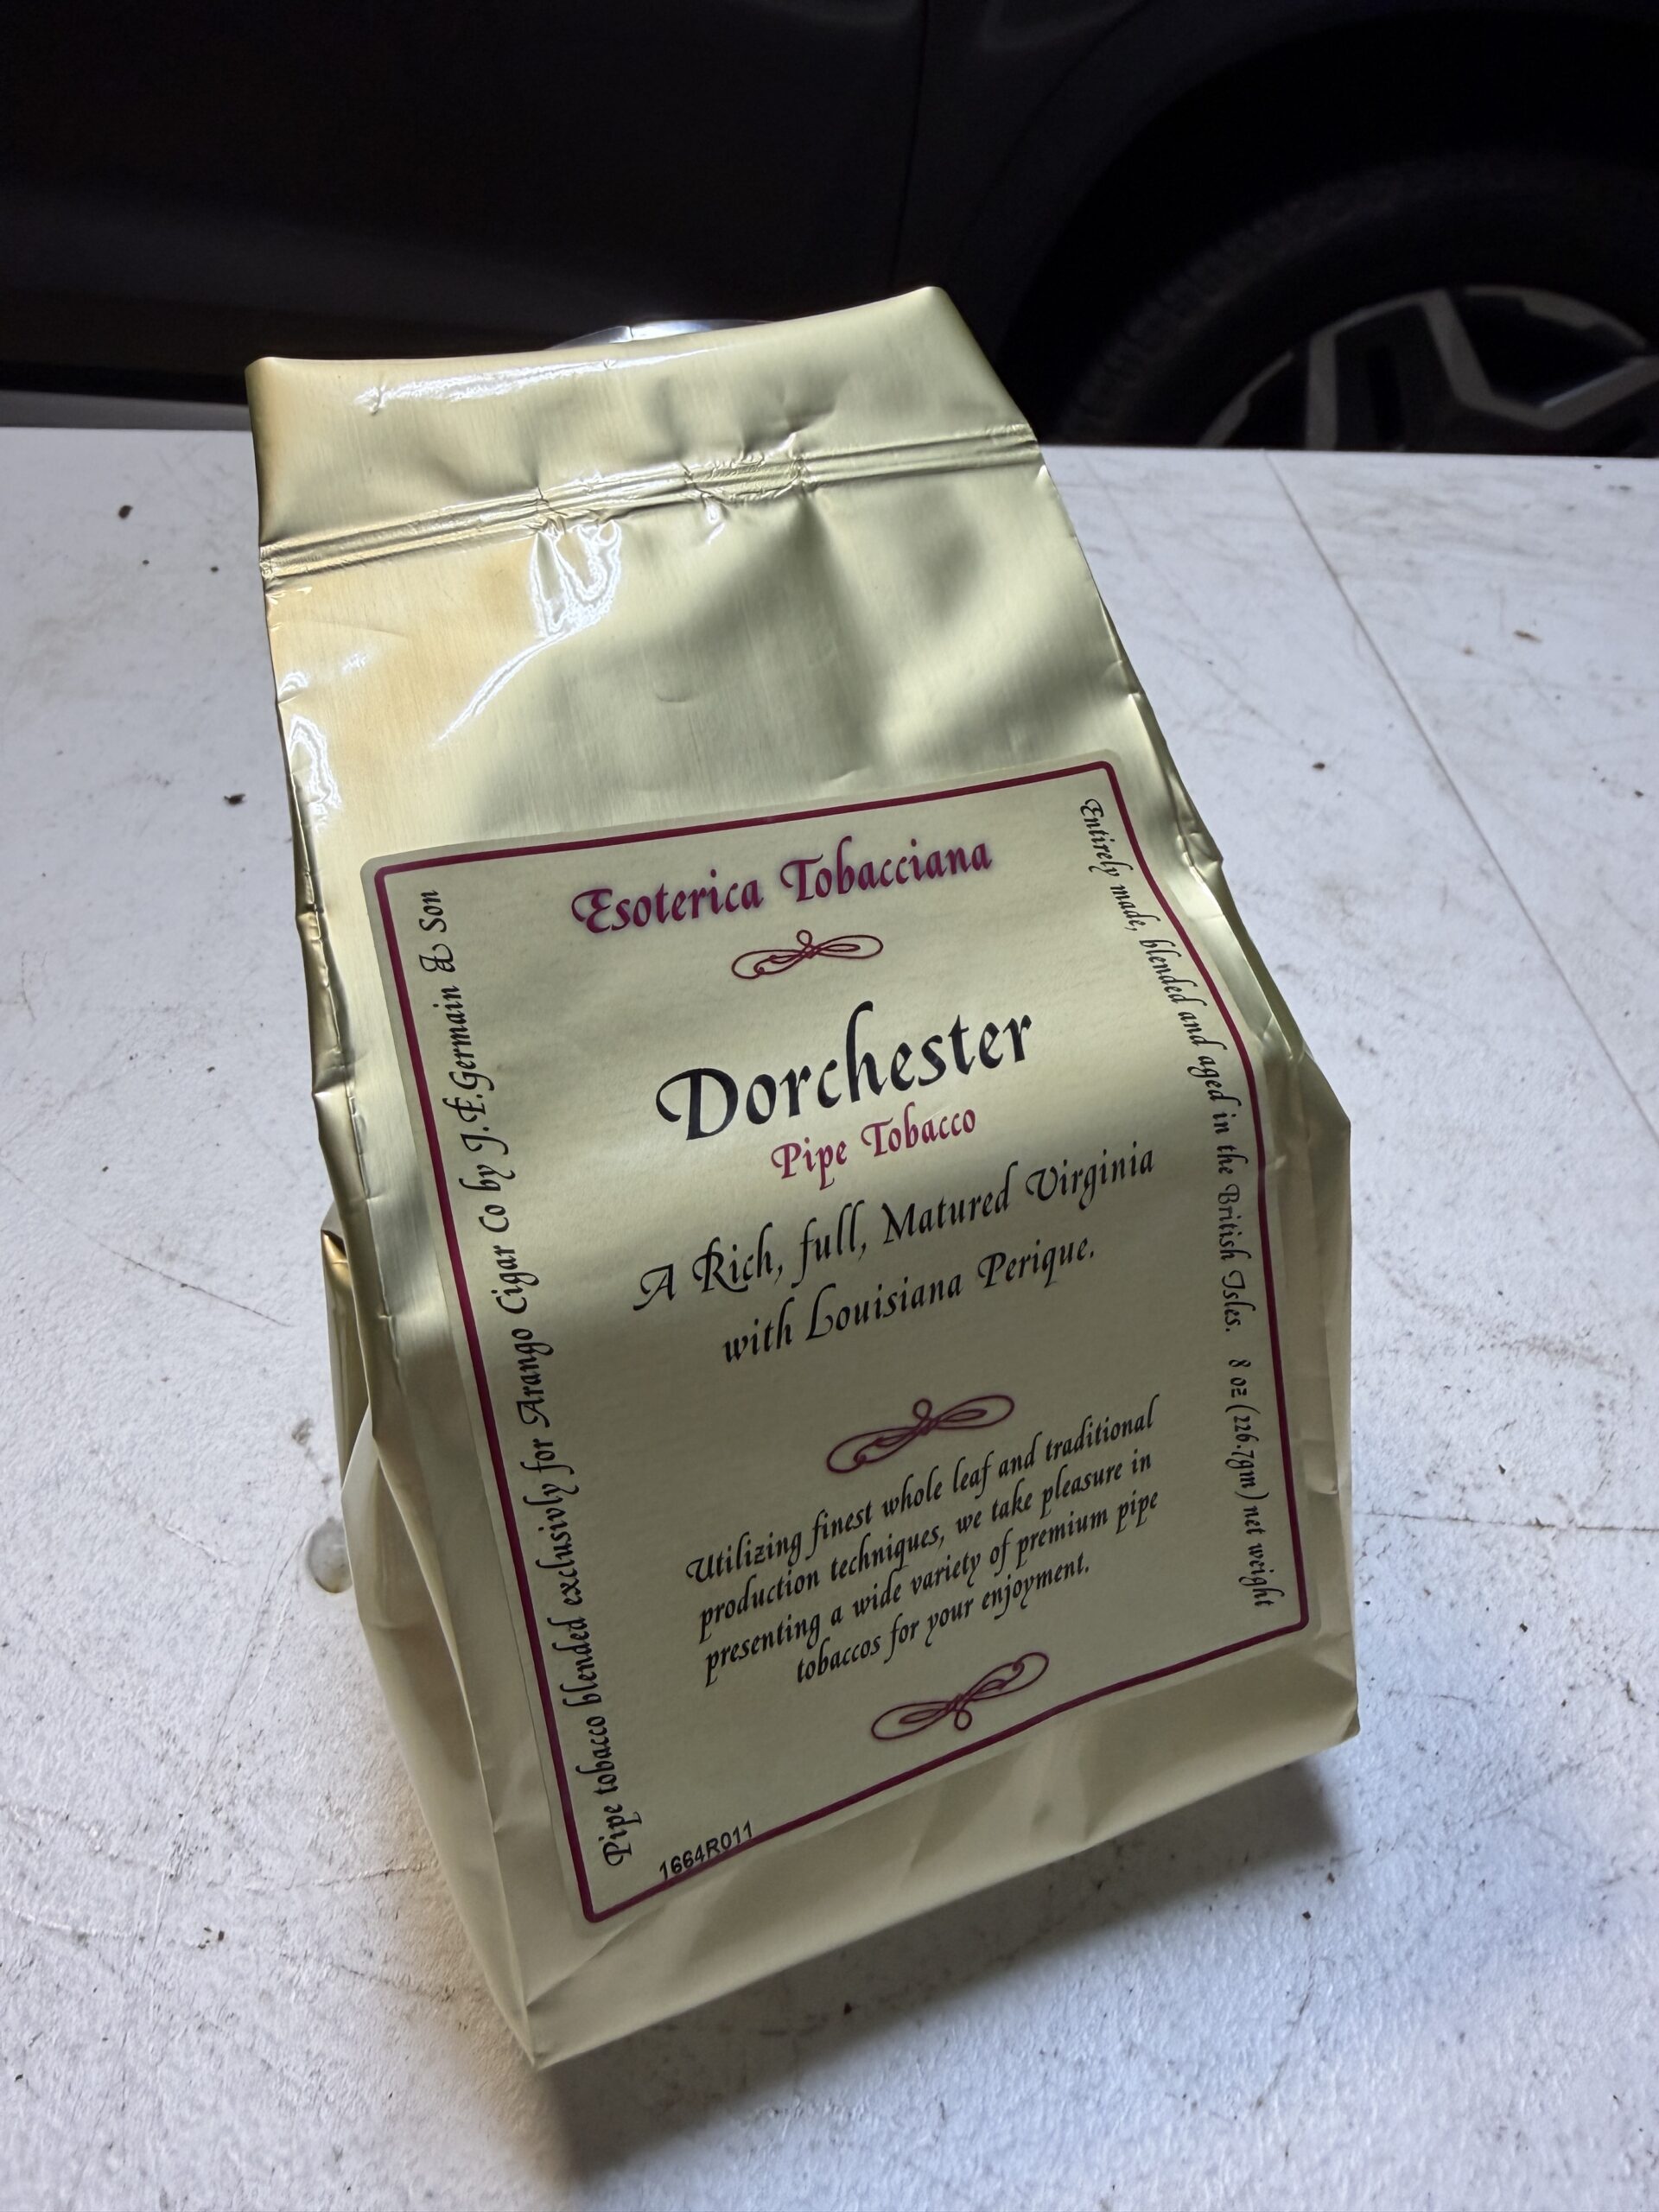 Esoterica Tobacciana
Dorchester
Pipe Tobacco
A Rich, full, Matured Virginia
with Louisiana Perique.
Utilizing finest whole leaf and traditional
production techniques, we take pleasure in
presenting a wide variety of premium pipe
tobaccos for your enjoyment.
Pipe tobacco blended exclusivly for Arango Cigar Co by J.F.Germain & Son
Entirely made, blended and aged in the British Isles. 8 oz (226.7gm) net weight
1664R011